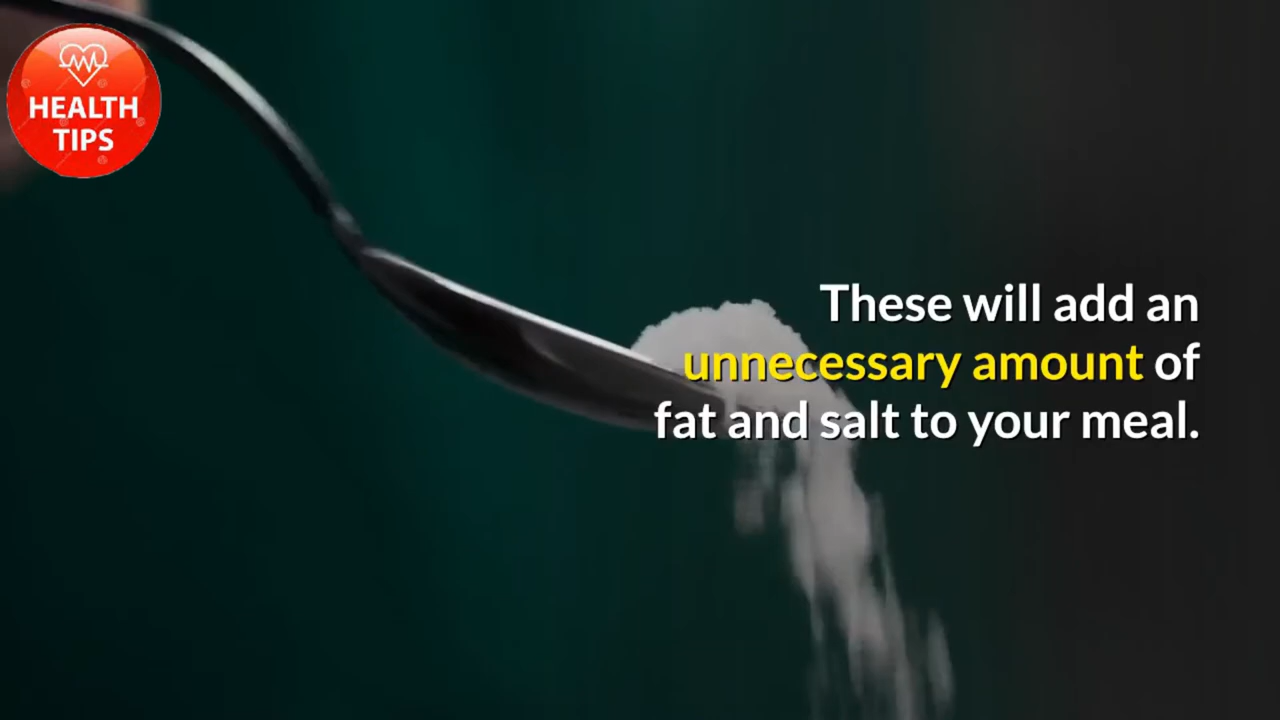 HEALTH
TIPS
These will add an
unnecessary amount of
fat and salt to your meal.